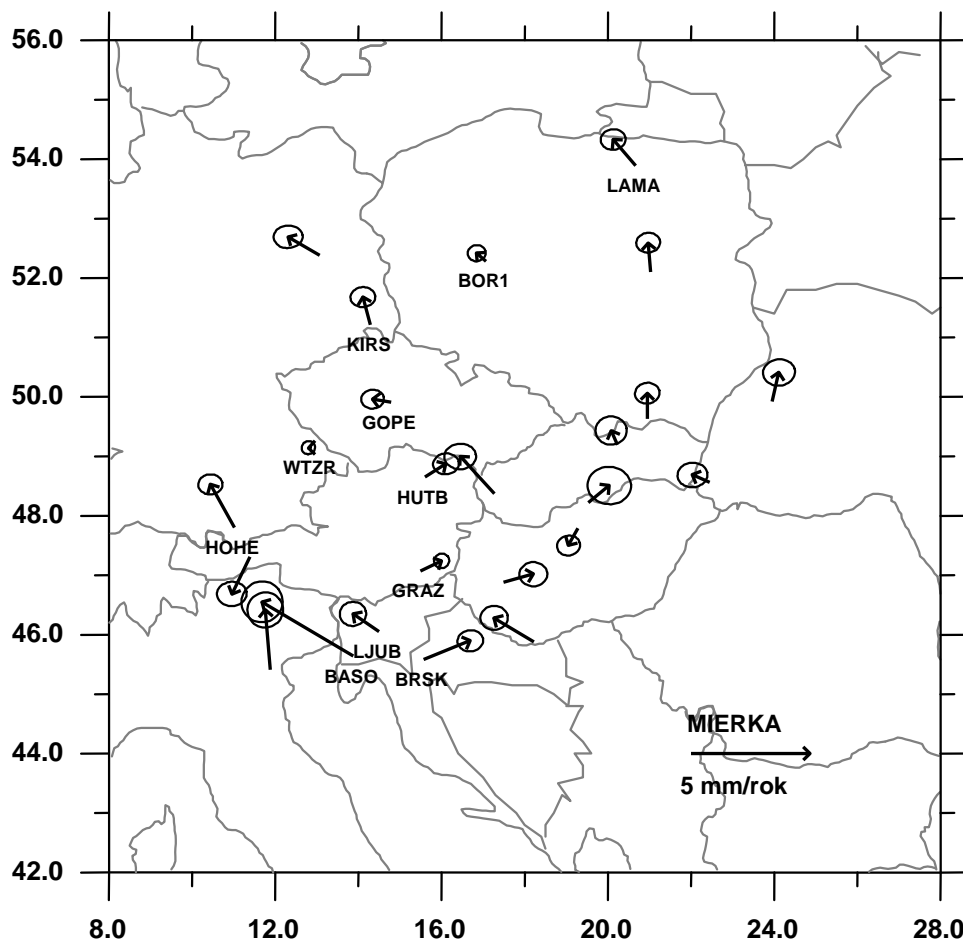 56.0
LAMA
54.0
BOR1
52.0
KIRS
50.0
GOPE
WTZR
HUTB
48.0
HOHE
GRAZ
46.0
LJUB
BASO
BRSK
MIERKA
44.0
5 mm/rok
42.0
8.0 12.0 16.0 20.0 24.0 28.0